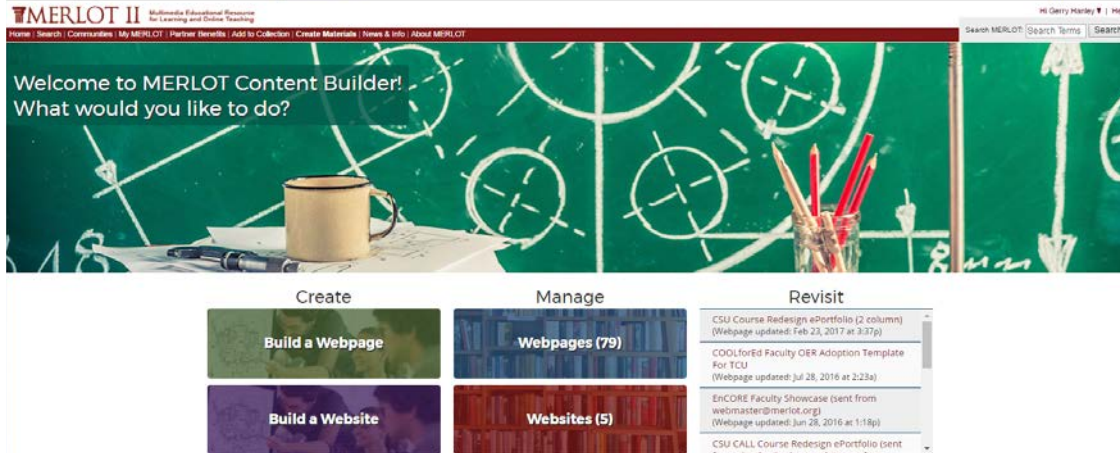 MERLOT II Multimedia Educational Resource
for Learning and Online Teaching
Hi Gerry Hanley
Home | Search | Communities | My MERLOT | Partner Benefits | Add to Collection | Create Materials | News & Info | About MERLOT
Search MERLOT: Search Terms Search
Welcome to MERLOT Content Builder!
What would you like to do?
Create
Manage
Revisit
Build a Webpage
Webpages (79)
CSU Course Redesign ePortfolio (2 column)
(Webpage updated: Feb 23, 2017 at 3:37p)
COOLforEd Faculty OER Adoption Template
For TCU
(Webpage updated: Jul 28, 2016 at 2:23a)
Build a Website
Websites (5)
EnCORE Faculty Showcase (sent from
webmaster@merlot.org)
(Webpage updated: Jun 28, 2016 at 1:18p)
CSU CALL Course Redesign ePortfolio (sent